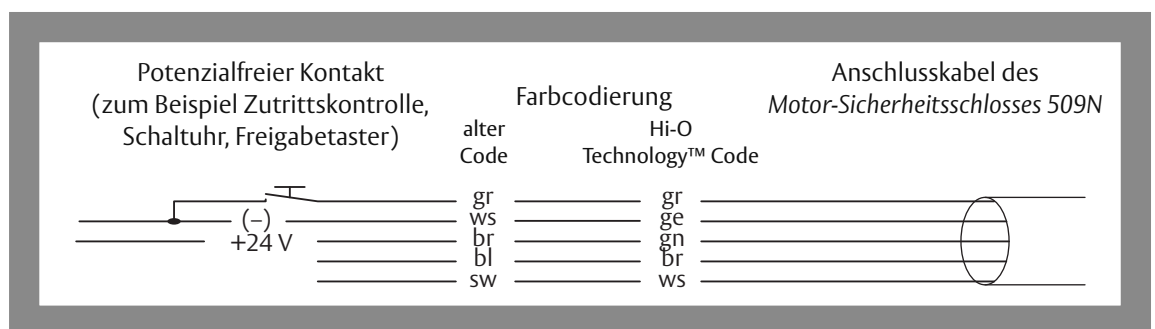 Potenzialfreier Kontakt
(zum Beispiel Zutrittskontrolle,
Schaltuhr, Freigabetaster)
Farbcodierung
alter
Code
Hi-O
Technology™ Code
Anschlusskabel des
Motor-Sicherheitsschlosses 509N
gr gr
(–) ws ge
+24 V br gn
bl br
sw ws